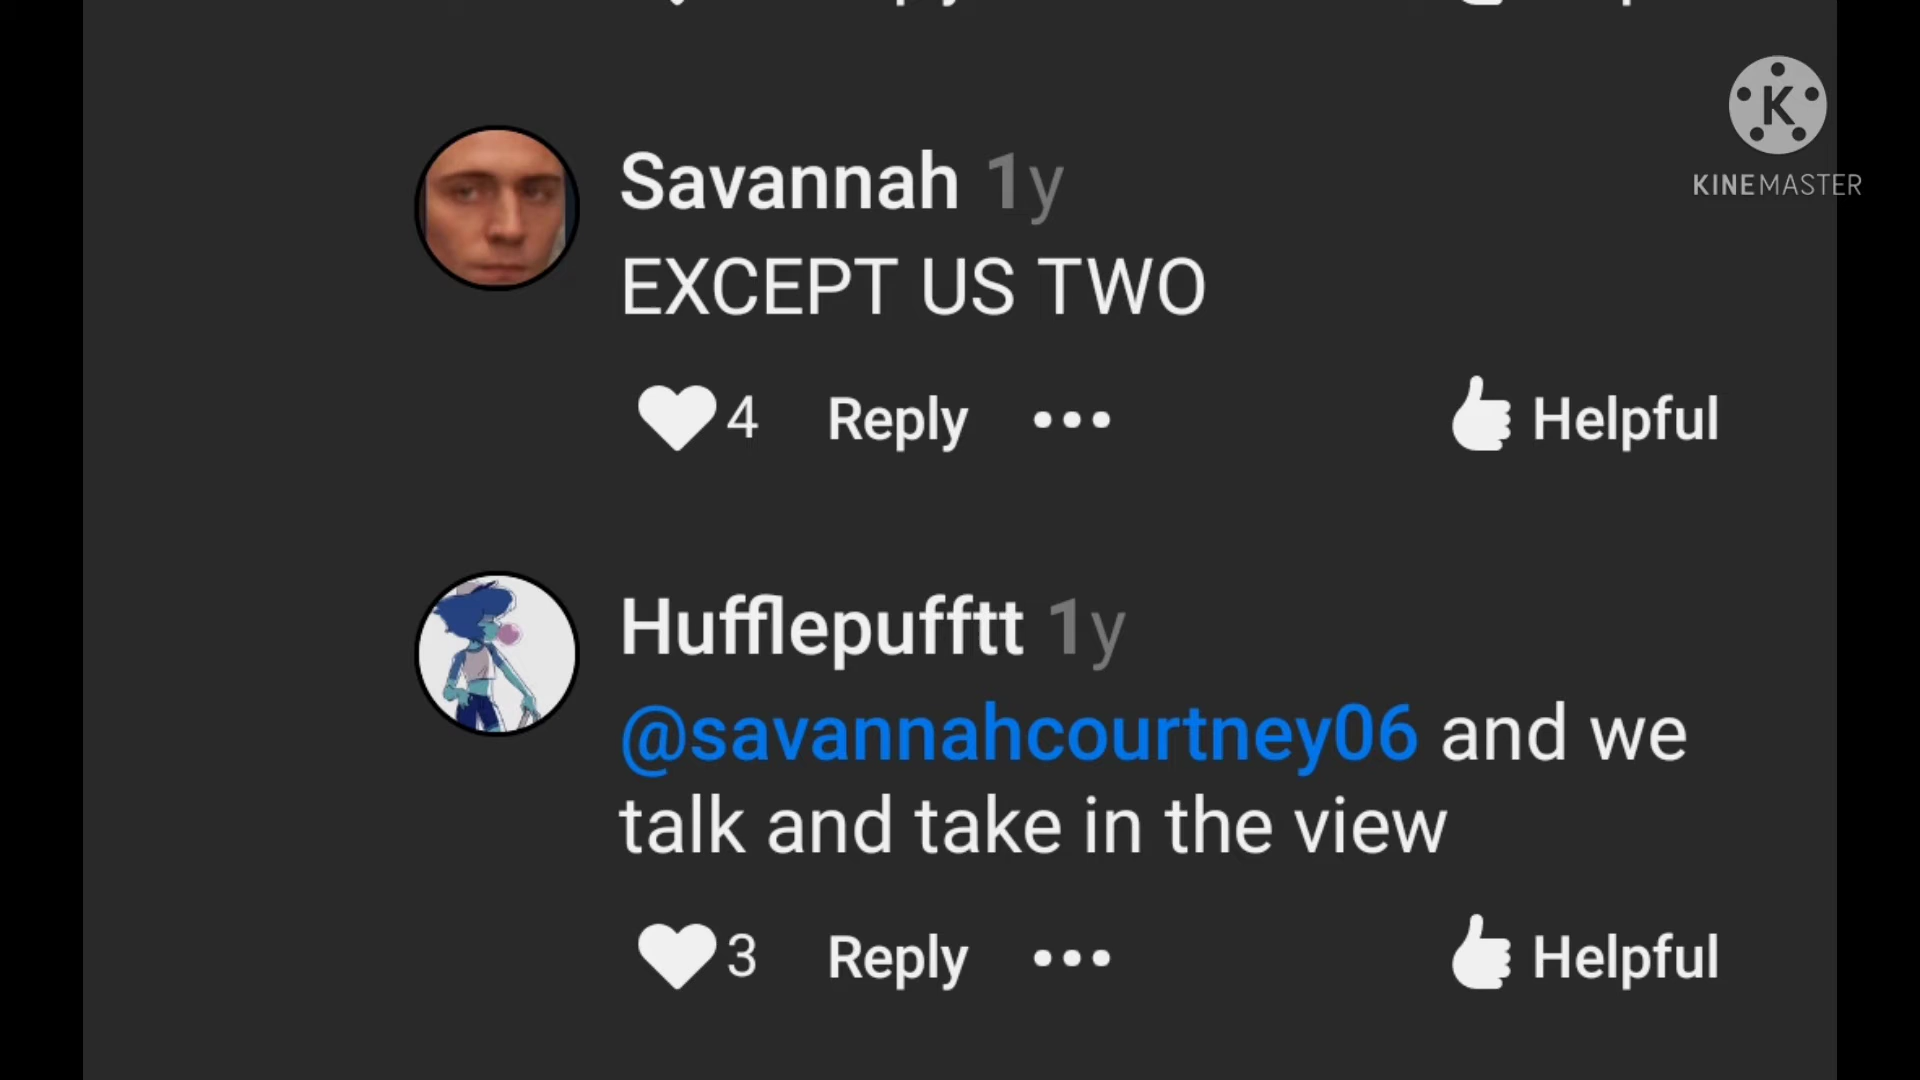 K
KINEMASTER
Savannah 1y
EXCEPT US TWO
4 Reply ••• Helpful
Hufflepufftt 1y
@savannahcourtney06 and we
talk and take in the view
3 Reply ••• Helpful